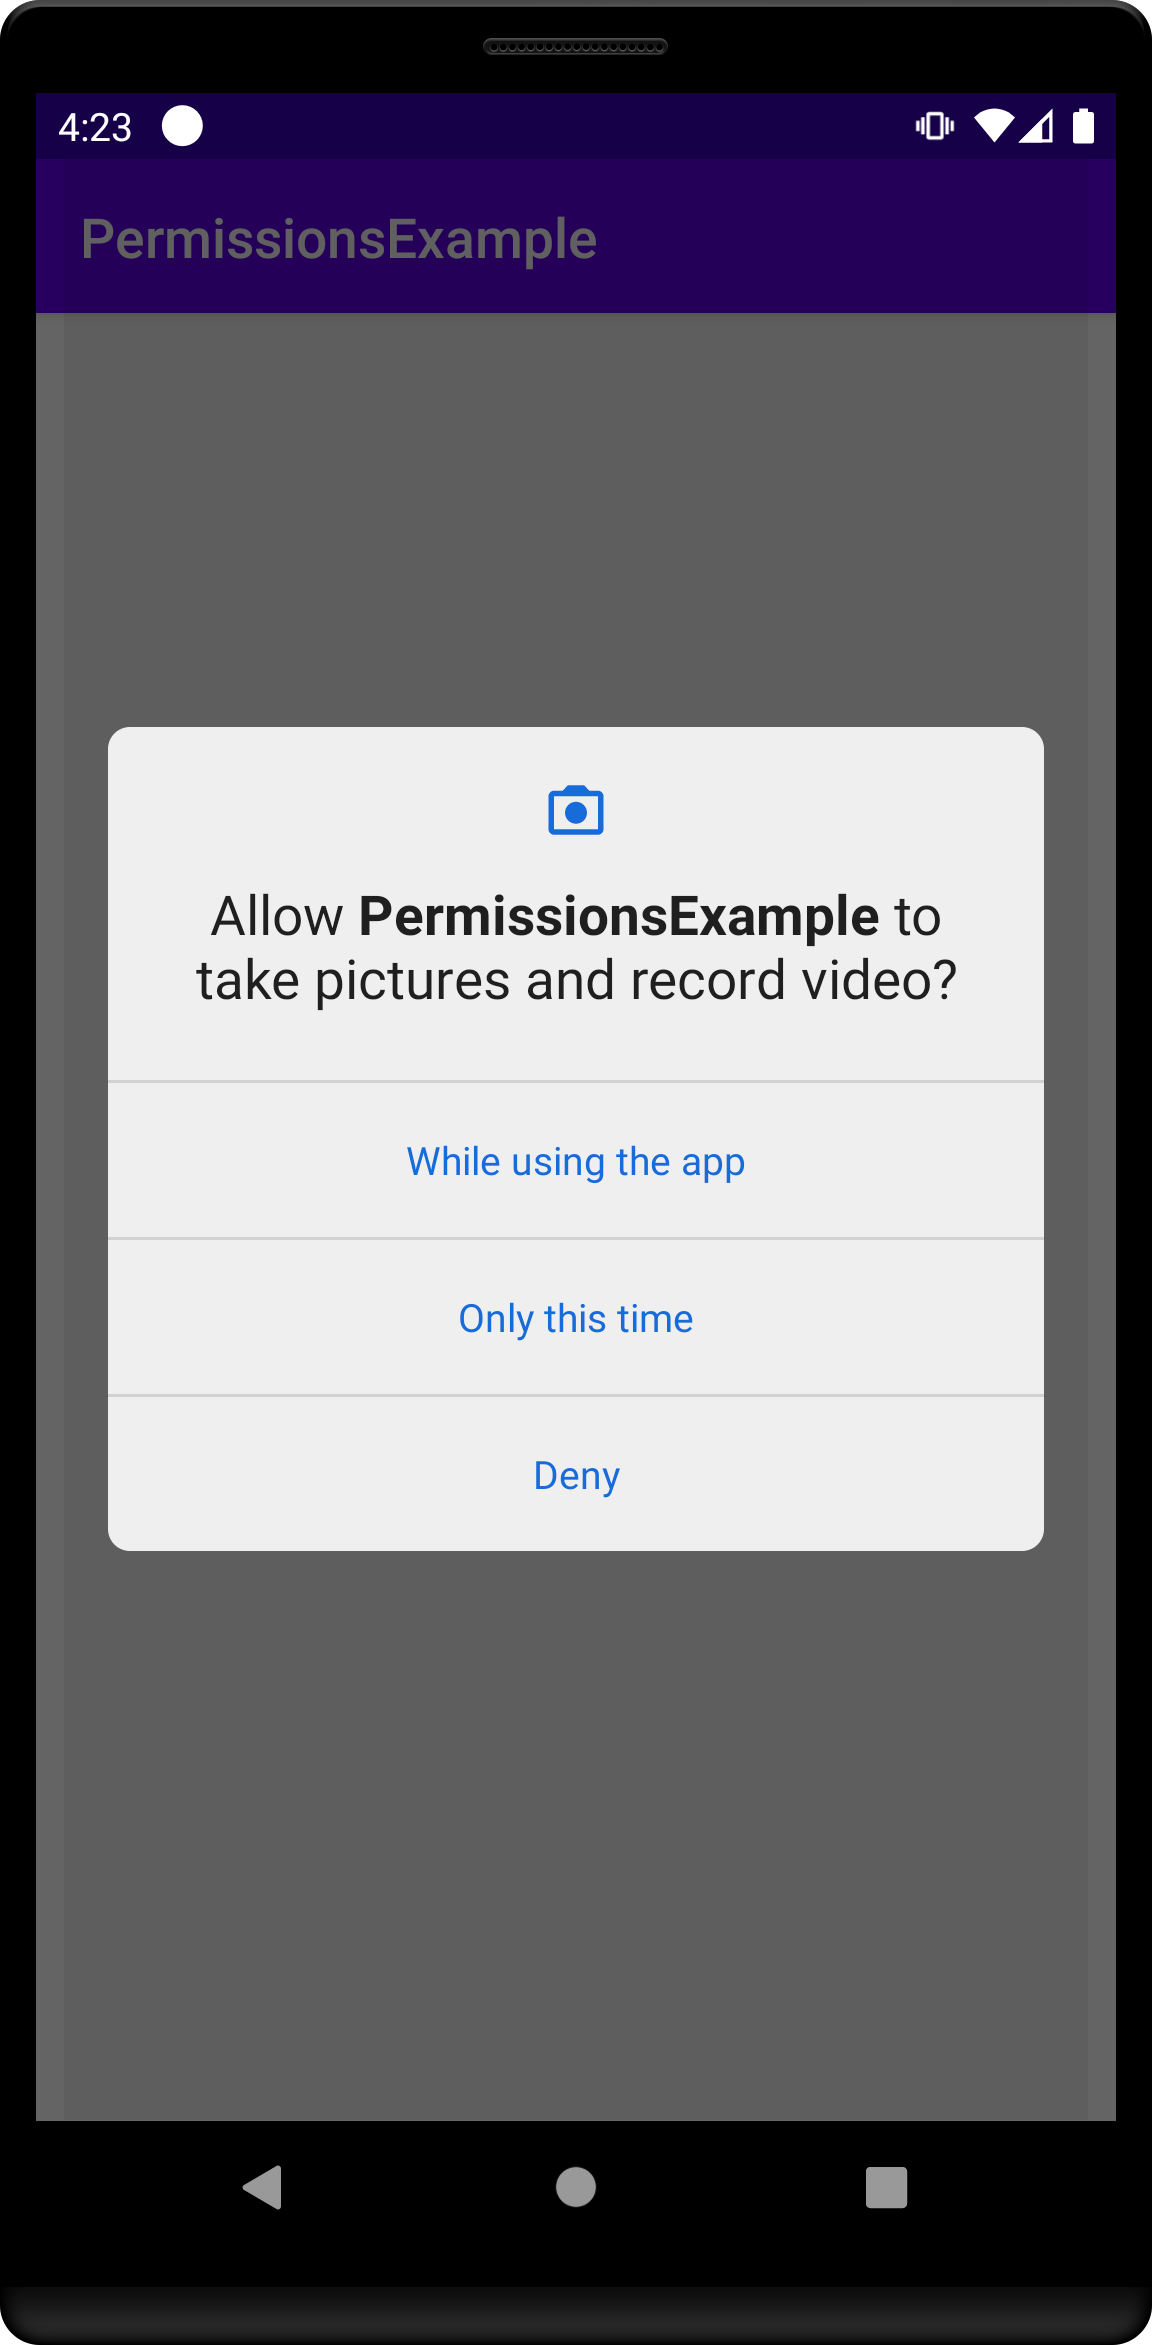 4:23
PermissionsExample
Allow PermissionsExample to
take pictures and record video?
While using the app
Only this time
Deny